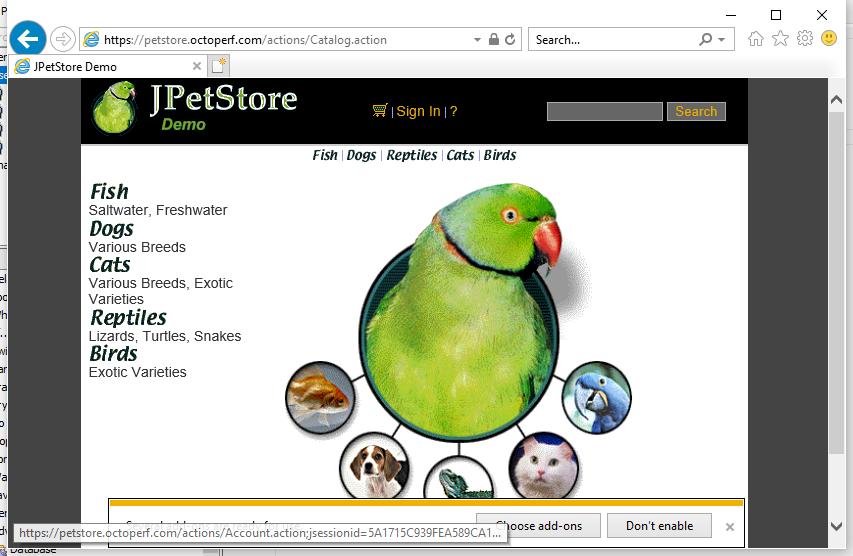 https://petstore.octoperf.com/actions/Catalog.action
Search...
JPetStore Demo
JPetStore
Demo
| Sign In | ?
Search
Fish | Dogs | Reptiles | Cats | Birds
Fish
Saltwater, Freshwater
Dogs
Various Breeds
Cats
Various Breeds, Exotic
Varieties
Reptiles
Lizards, Turtles, Snakes
Birds
Exotic Varieties
Choose add-ons
Don't enable
https://petstore.octoperf.com/actions/Account.action;jsessionid=5A1715C939FEA589CA1...
Database